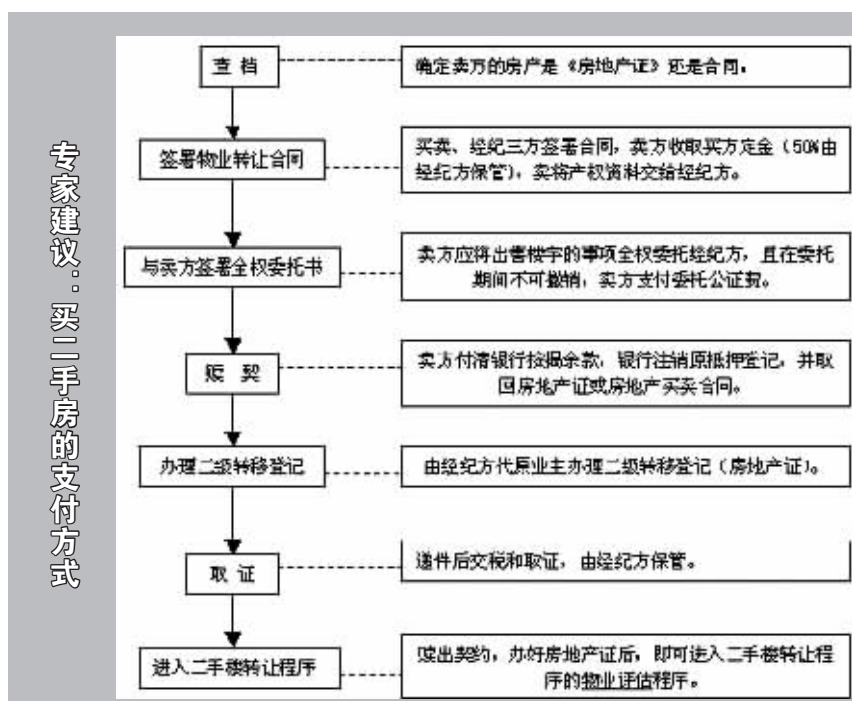 专家建议：买二手房的支付方式
查 档
确定卖方的房产是《房地产证》还是合同。
签署物业转让合同
买卖、经纪三方签署合同，卖方收取买方定金（50%由
经纪方保管），卖将产权资料交给经纪方。
与卖方签署全权委托书
卖方应将出售楼宇的事项全权委托经纪方，且在委托
期间不可撤销，卖方支付委托公证费。
赎 契
卖方付清银行按揭余款，银行注销原抵押登记，并取
回房地产证或房地产买卖合同。
办理二级转移登记
由经纪方代原业主办理二级转移登记（房地产证）。
取 证
递件后交税和取证，由经纪方保管。
进入二手楼转让程序
赎出契约，办好房地产证后，即可进入二手楼转让程
序的物业评估程序。